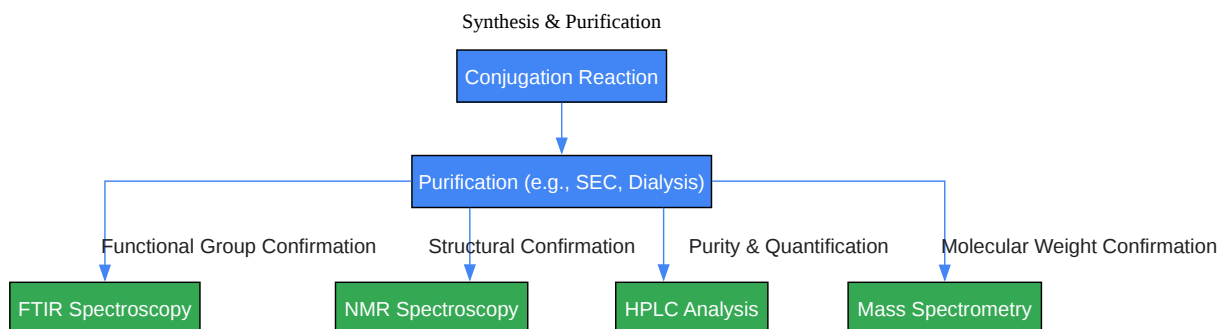 Synthesis & Purification
Conjugation Reaction
Purification (e.g., SEC, Dialysis)
Functional Group Confirmation
Structural Confirmation
Purity & Quantification
Molecular Weight Confirmation
FTIR Spectroscopy
NMR Spectroscopy
HPLC Analysis
Mass Spectrometry